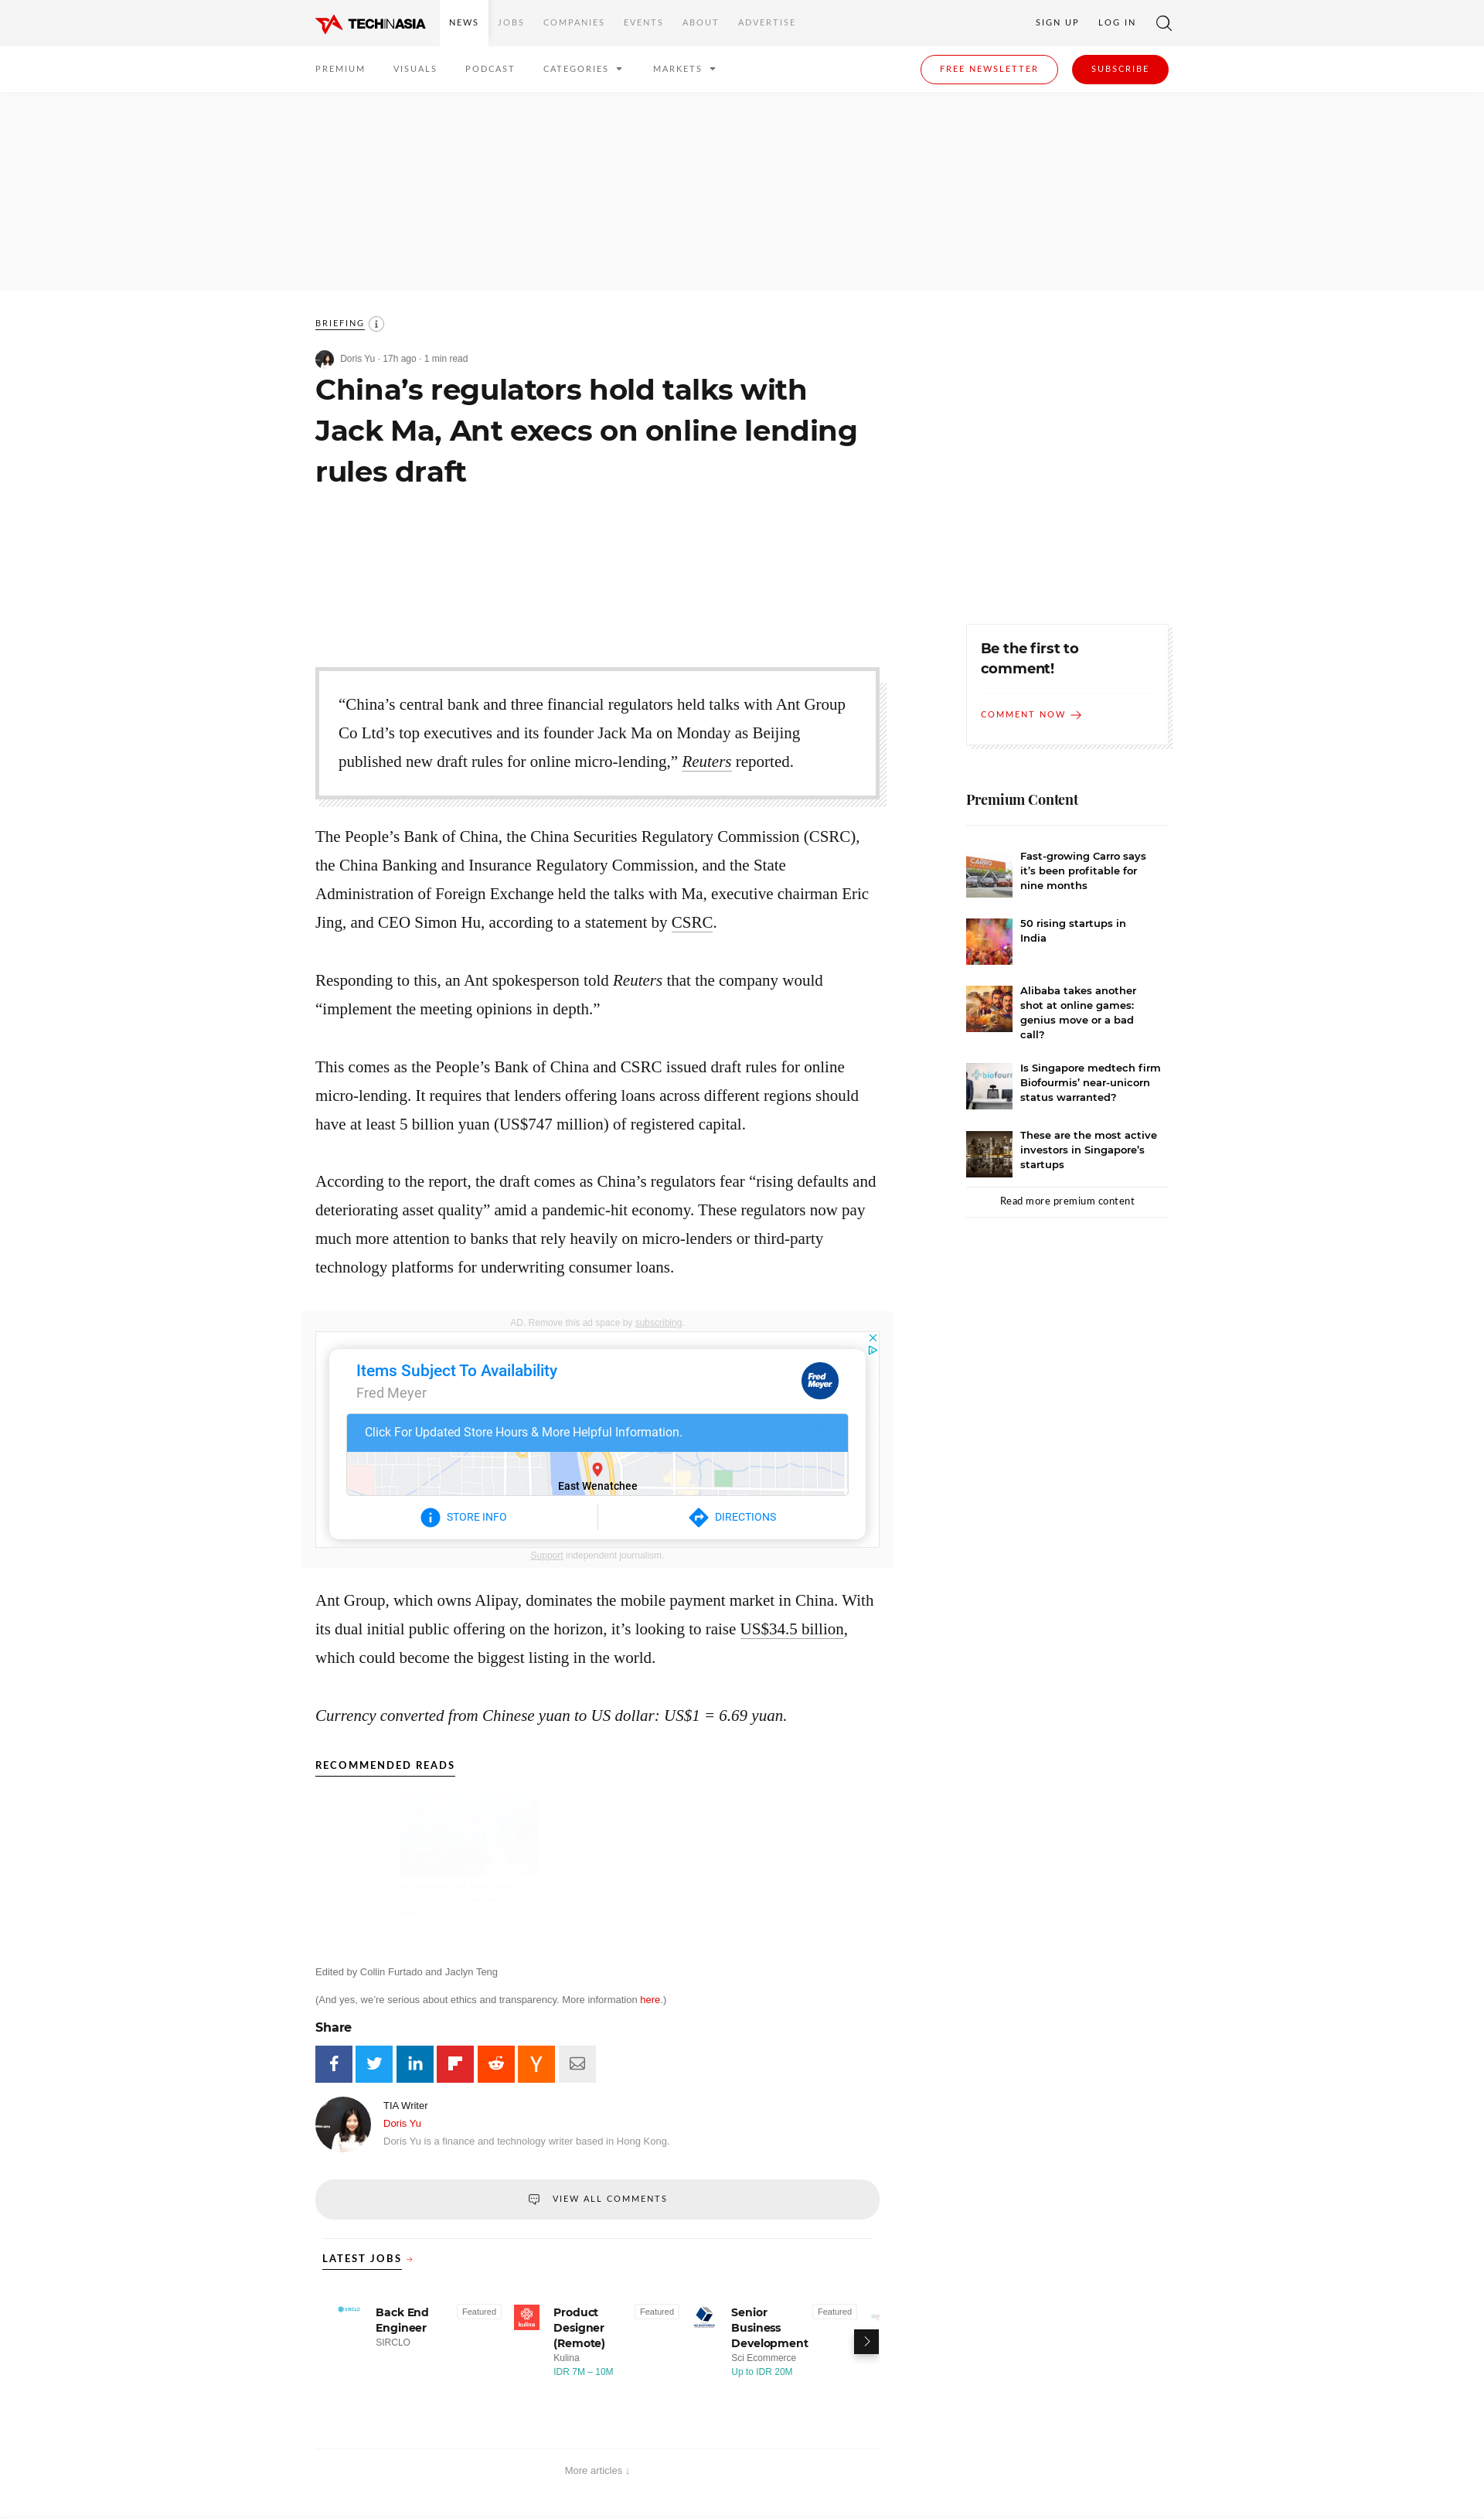 TECHINASIA
NEWS
JOBS
COMPANIES
EVENTS
ABOUT
ADVERTISE
SIGN UP
LOG IN
PREMIUM
VISUALS
PODCAST
CATEGORIES
MARKETS
FREE NEWSLETTER
SUBSCRIBE
BRIEFING
Doris Yu · 17h ago · 1 min read
China’s regulators hold talks with
Jack Ma, Ant execs on online lending
rules draft
“China’s central bank and three financial regulators held talks with Ant Group
Co Ltd’s top executives and its founder Jack Ma on Monday as Beijing
published new draft rules for online micro-lending,” Reuters reported.
The People’s Bank of China, the China Securities Regulatory Commission (CSRC),
the China Banking and Insurance Regulatory Commission, and the State
Administration of Foreign Exchange held the talks with Ma, executive chairman Eric
Jing, and CEO Simon Hu, according to a statement by CSRC.
Responding to this, an Ant spokesperson told Reuters that the company would
“implement the meeting opinions in depth.”
This comes as the People’s Bank of China and CSRC issued draft rules for online
micro-lending. It requires that lenders offering loans across different regions should
have at least 5 billion yuan (US$747 million) of registered capital.
According to the report, the draft comes as China’s regulators fear “rising defaults and
deteriorating asset quality” amid a pandemic-hit economy. These regulators now pay
much more attention to banks that rely heavily on micro-lenders or third-party
technology platforms for underwriting consumer loans.
AD. Remove this ad space by subscribing.
Items Subject To Availability
Fred Meyer
Fred
Meyer
Click For Updated Store Hours & More Helpful Information.
East Wenatchee
STORE INFO
DIRECTIONS
Support independent journalism.
Ant Group, which owns Alipay, dominates the mobile payment market in China. With
its dual initial public offering on the horizon, it’s looking to raise US$34.5 billion,
which could become the biggest listing in the world.
Currency converted from Chinese yuan to US dollar: US$1 = 6.69 yuan.
RECOMMENDED READS
Edited by Collin Furtado and Jaclyn Teng
(And yes, we’re serious about ethics and transparency. More information here.)
Share
TIA Writer
Doris Yu
Doris Yu is a finance and technology writer based in Hong Kong.
VIEW ALL COMMENTS
LATEST JOBS →
SIRCLO
Back End
Engineer
SIRCLO
Featured
kulina
Product
Designer
(Remote)
Kulina
IDR 7M – 10M
Featured
Senior
Business
Development
Sci Ecommerce
Up to IDR 20M
Featured
More articles ↓
Be the first to
comment!
COMMENT NOW
Premium Content
CARRO
Fast-growing Carro says
it’s been profitable for
nine months
50 rising startups in
India
Alibaba takes another
shot at online games:
genius move or a bad
call?
biofourm
Is Singapore medtech firm
Biofourmis’ near-unicorn
status warranted?
These are the most active
investors in Singapore’s
startups
Read more premium content